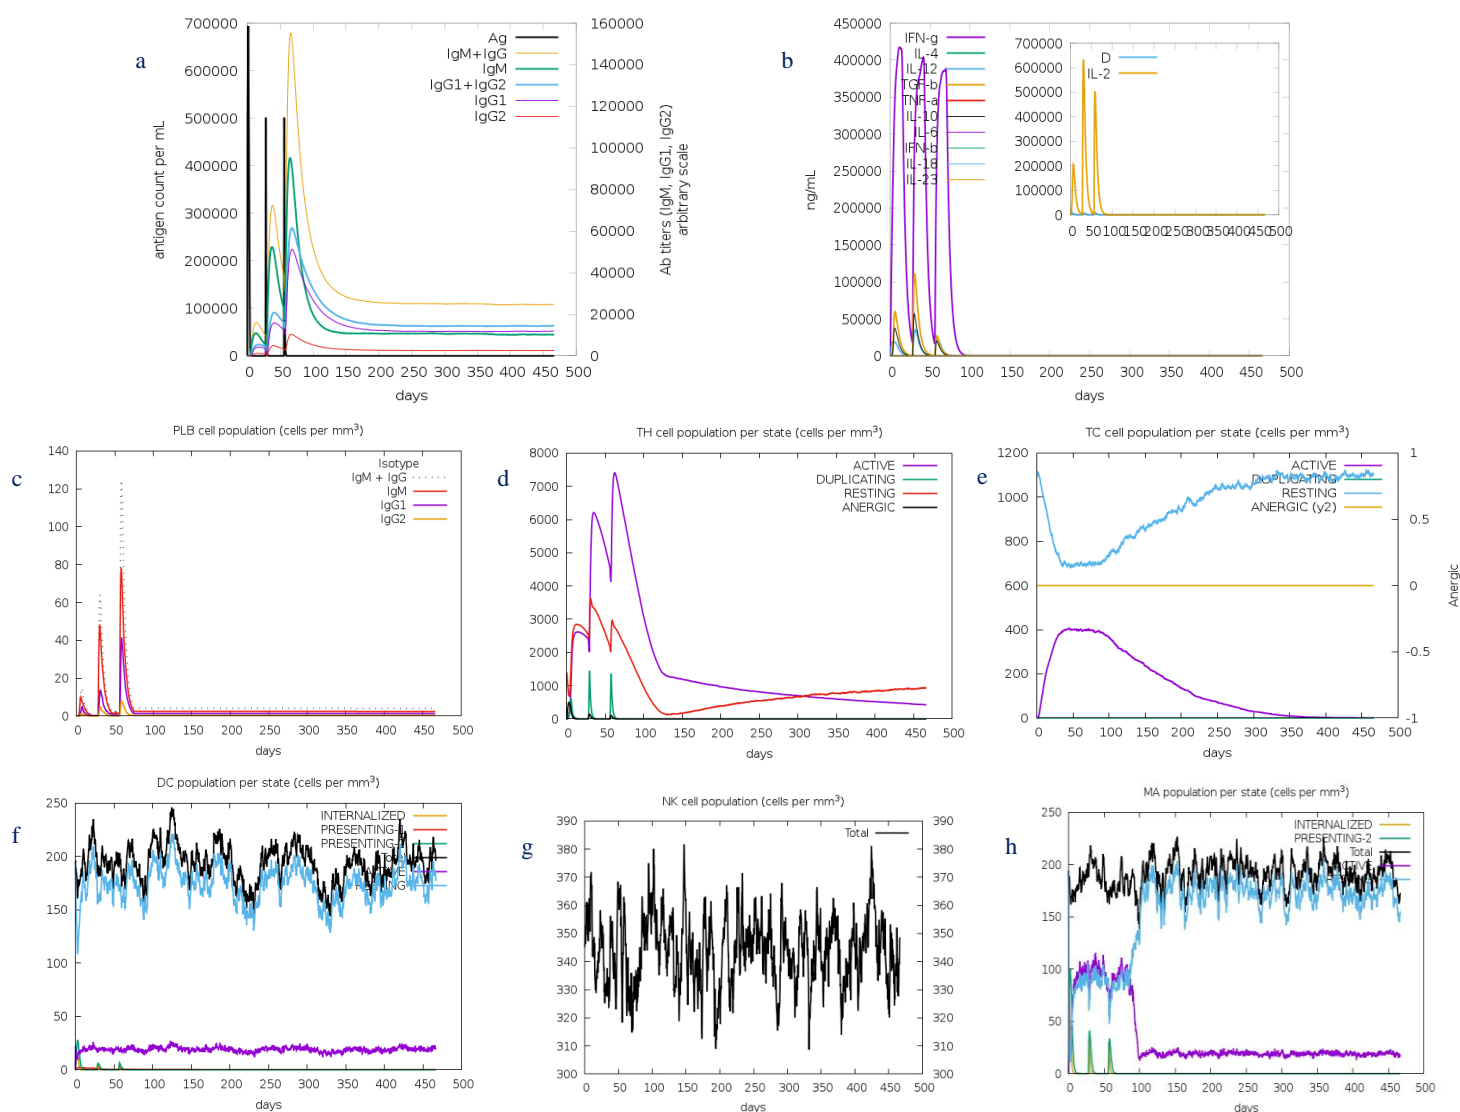 a
700000
600000
500000
400000
300000
200000
100000
0
antigen count per mL
Ag
IgM+IgG
IgM
IgG1+IgG2
IgG1
IgG2
160000
140000
120000
100000
80000
60000
40000
20000
0
Ab titers (IgM, IgG1, IgG2)
arbitrary scale
0 50 100 150 200 250 300 350 400 450 500
days
b
450000
400000
350000
300000
250000
200000
150000
100000
50000
0
ng/mL
IFN-g
IL-4
IL-12
TGF-b
TNF-a
IL-10
IL-6
IFN-b
IL-18
IL-23
0 50 100 150 200 250 300 350 400 450 500
days
700000
600000
500000
400000
300000
200000
100000
0
D
IL-2
0 50 100 150 200 250 300 350 400 450 500
c
PLB cell population (cells per mm³)
140
120
100
80
60
40
20
0
Isotype
IgM + IgG
IgM
IgG1
IgG2
0 50 100 150 200 250 300 350 400 450 500
days
d
TH cell population per state (cells per mm³)
8000
7000
6000
5000
4000
3000
2000
1000
0
ACTIVE
DUPLICATING
RESTING
ANERGIC
0 50 100 150 200 250 300 350 400 450 500
days
e
TC cell population per state (cells per mm³)
1200
1000
800
600
400
200
0
ACTIVE
DUPLICATING
RESTING
ANERGIC (y2)
1
0.5
0
-0.5
-1
Anergic
0 50 100 150 200 250 300 350 400 450 500
days
f
DC population per state (cells per mm³)
250
200
150
100
50
0
INTERNALIZED
PRESENTING-
PRESENTING-
0 50 100 150 200 250 300 350 400 450 500
days
g
NK cell population (cells per mm³)
390
380
370
360
350
340
330
320
310
300
Total
390
380
370
360
350
340
330
320
310
300
0 50 100 150 200 250 300 350 400 450 500
days
h
MA population per state (cells per mm³)
250
200
150
100
50
0
INTERNALIZED
PRESENTING-2
Total
ACTIVE
0 50 100 150 200 250 300 350 400 450 500
days